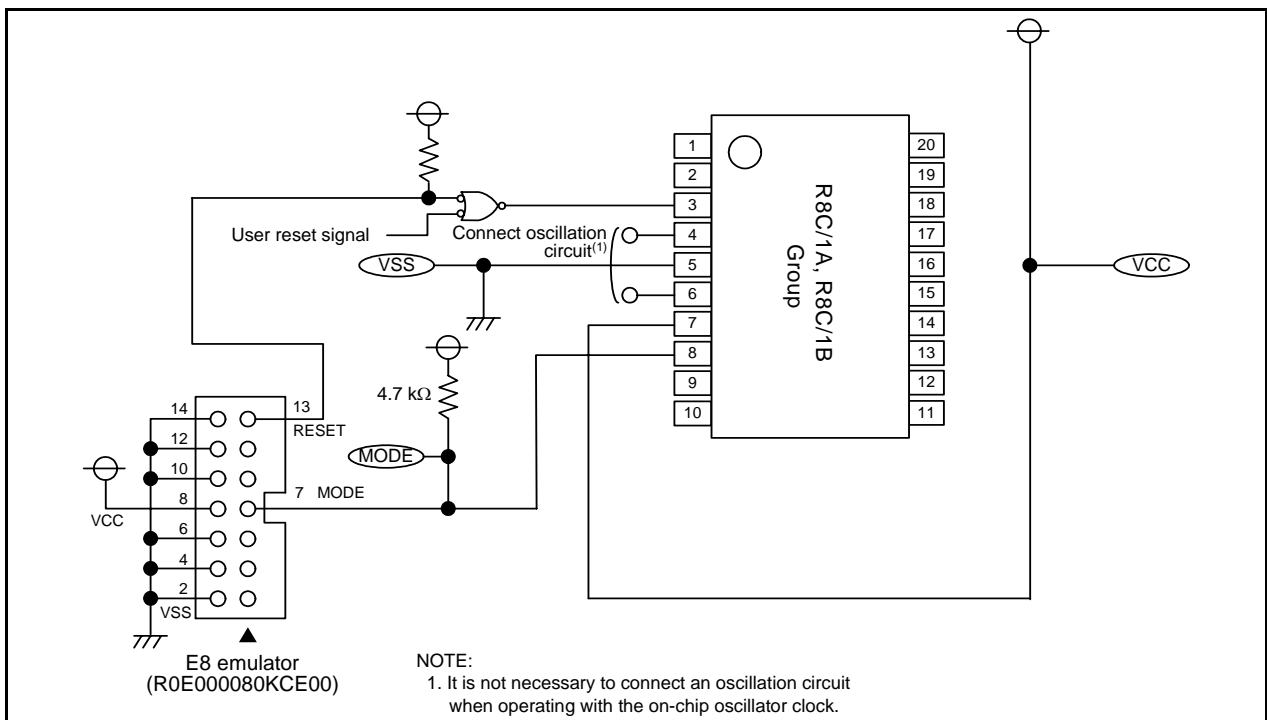 1
2
3
4
5
6
7
8
9
10
20
19
18
17
16
15
14
13
12
11
R8C/1A, R8C/1B
Group
User reset signal
Connect oscillation
circuit(1)
VSS
VCC
4.7 kΩ
MODE
14
13
RESET
12
10
8
7 MODE
VCC
6
4
2
VSS
E8 emulator
(R0E000080KCE00)
NOTE:
1. It is not necessary to connect an oscillation circuit
when operating with the on-chip oscillator clock.